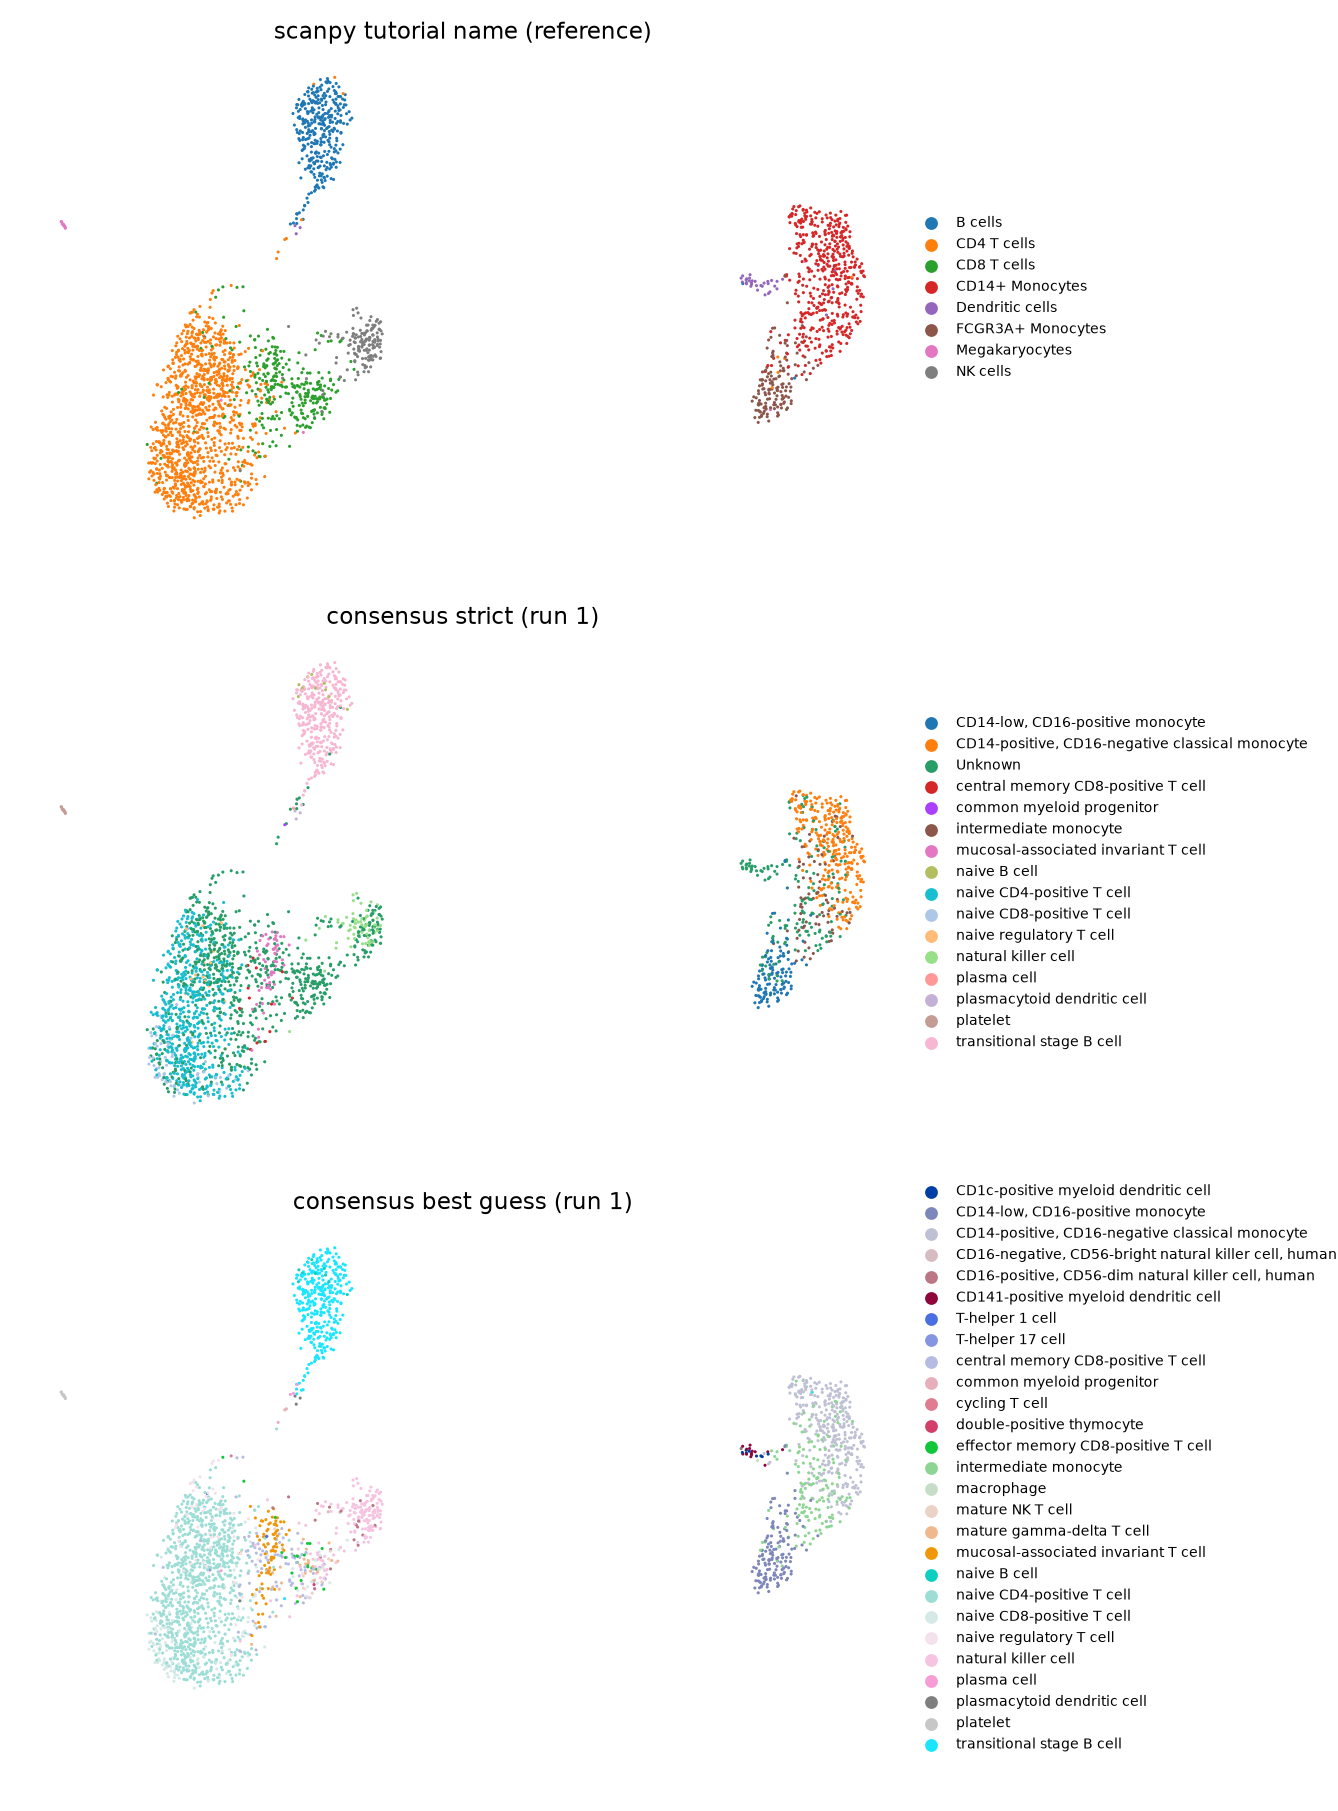 scanpy tutorial name (reference)
B cells
CD4 T cells
CD8 T cells
CD14+ Monocytes
Dendritic cells
FCGR3A+ Monocytes
Megakaryocytes
NK cells
consensus strict (run 1)
CD14-low, CD16-positive monocyte
CD14-positive, CD16-negative classical monocyte
Unknown
central memory CD8-positive T cell
common myeloid progenitor
intermediate monocyte
mucosal-associated invariant T cell
naive B cell
naive CD4-positive T cell
naive CD8-positive T cell
naive regulatory T cell
natural killer cell
plasma cell
plasmacytoid dendritic cell
platelet
transitional stage B cell
consensus best guess (run 1)
CD1c-positive myeloid dendritic cell
CD14-low, CD16-positive monocyte
CD14-positive, CD16-negative classical monocyte
CD16-negative, CD56-bright natural killer cell, human
CD16-positive, CD56-dim natural killer cell, human
CD141-positive myeloid dendritic cell
T-helper 1 cell
T-helper 17 cell
central memory CD8-positive T cell
common myeloid progenitor
cycling T cell
double-positive thymocyte
effector memory CD8-positive T cell
intermediate monocyte
macrophage
mature NK T cell
mature gamma-delta T cell
mucosal-associated invariant T cell
naive B cell
naive CD4-positive T cell
naive CD8-positive T cell
naive regulatory T cell
natural killer cell
plasma cell
plasmacytoid dendritic cell
platelet
transitional stage B cell